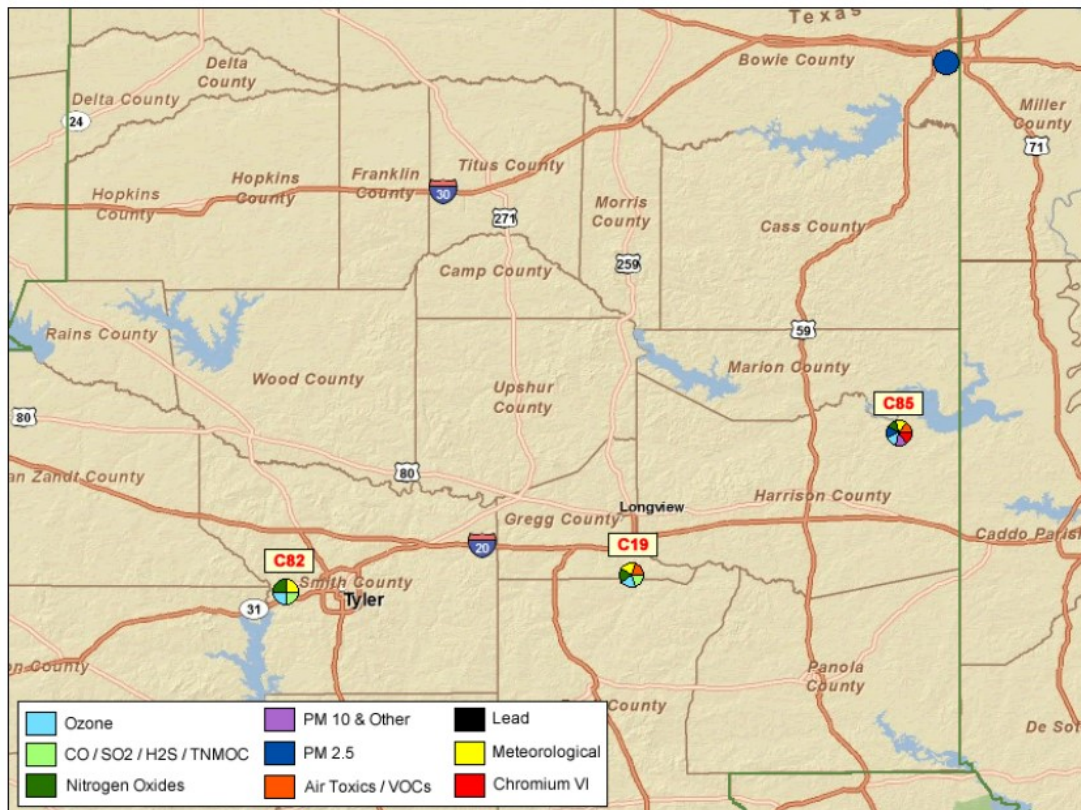 Texas
Delta
County
Bowie County
Delta County
24
Miller
County
71
Titus County
Franklin
County
Hopkins
County
Hopkins
County
30
Morris
County
271
Cass County
259
Camp County
Rains County
59
Marion County
Wood County
Upshur
County
C85
80
80
an Zandt County
Harrison County
Longview
Gregg County
Caddo Paris
20
C19
C82
Smith County
Tyler
31
on County
Panola
County
County
De Sot
Ozone
CO / SO2 / H2S / TNMOC
Nitrogen Oxides
PM 10 & Other
PM 2.5
Air Toxics / VOCs
Lead
Meteorological
Chromium VI